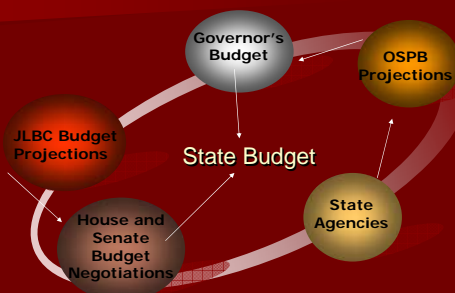 Governor's
Budget
OSPB
Projections
JLBC Budget
Projections
State Budget
State
Agencies
House and
Senate
Budget
Negotiations